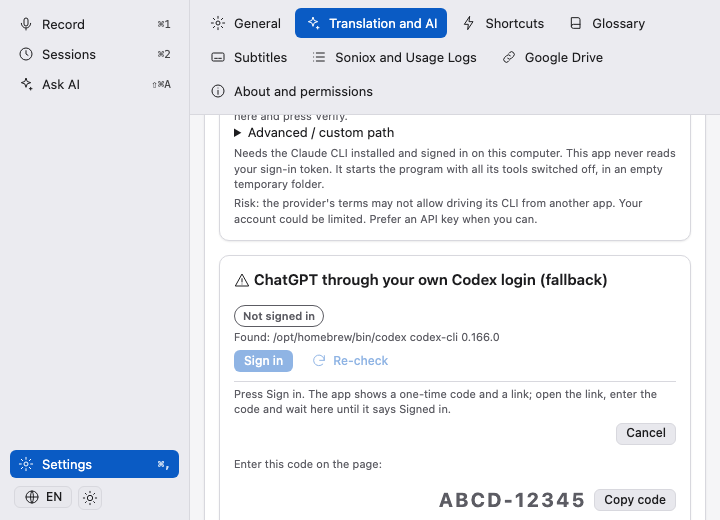 Record ⌘1
Sessions ⌘2
Ask AI ⇧⌘A
Settings ⌘,
EN
General
Translation and AI
Shortcuts
Glossary
Subtitles
Soniox and Usage Logs
Google Drive
About and permissions
here and press Verify.
Advanced / custom path
Needs the Claude CLI installed and signed in on this computer. This app never reads
your sign-in token. It starts the program with all its tools switched off, in an empty
temporary folder.
Risk: the provider's terms may not allow driving its CLI from another app. Your
account could be limited. Prefer an API key when you can.
ChatGPT through your own Codex login (fallback)
Not signed in
Found: /opt/homebrew/bin/codex codex-cli 0.166.0
Sign in
Re-check
Press Sign in. The app shows a one-time code and a link; open the link, enter the
code and wait here until it says Signed in.
Cancel
Enter this code on the page:
ABCD-12345
Copy code